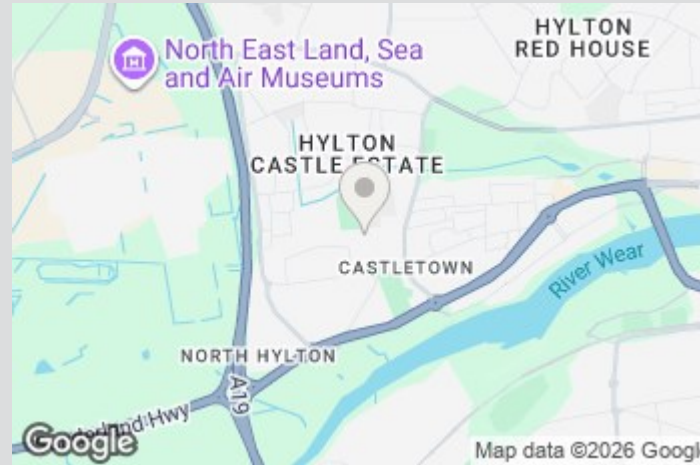 HYLTON
RED HOUSE
North East Land, Sea
and Air Museums
HYLTON
CASTLE ESTATE
River Wear
CASTLETOWN
NORTH HYLTON
A19
Hwy
Google
Map data ©2026 Googl